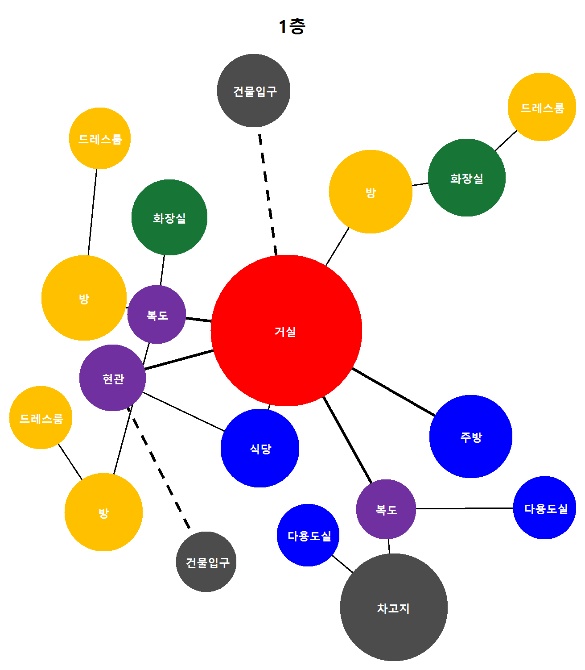 1층
건물입구
드레스룸
드레스룸
화장실
방
화장실
방
복도
거실
현관
드레스룸
식당
주방
방
복도
다용도실
다용도실
건물입구
차고지